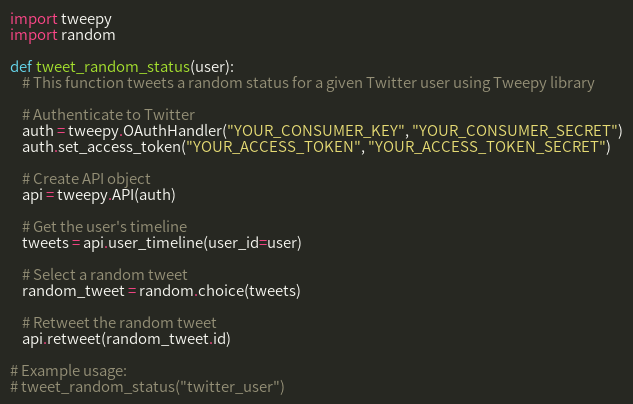 import tweepy
import random
def tweet_random_status(user):
# This function tweets a random status for a given Twitter user using Tweepy library
# Authenticate to Twitter
auth = tweepy.OAuthHandler("YOUR_CONSUMER_KEY", "YOUR_CONSUMER_SECRET")
auth.set_access_token("YOUR_ACCESS_TOKEN", "YOUR_ACCESS_TOKEN_SECRET")
# Create API object
api = tweepy.API(auth)
# Get the user's timeline
tweets = api.user_timeline(user_id=user)
# Select a random tweet
random_tweet = random.choice(tweets)
# Retweet the random tweet
api.retweet(random_tweet.id)
# Example usage:
# tweet_random_status("twitter_user")